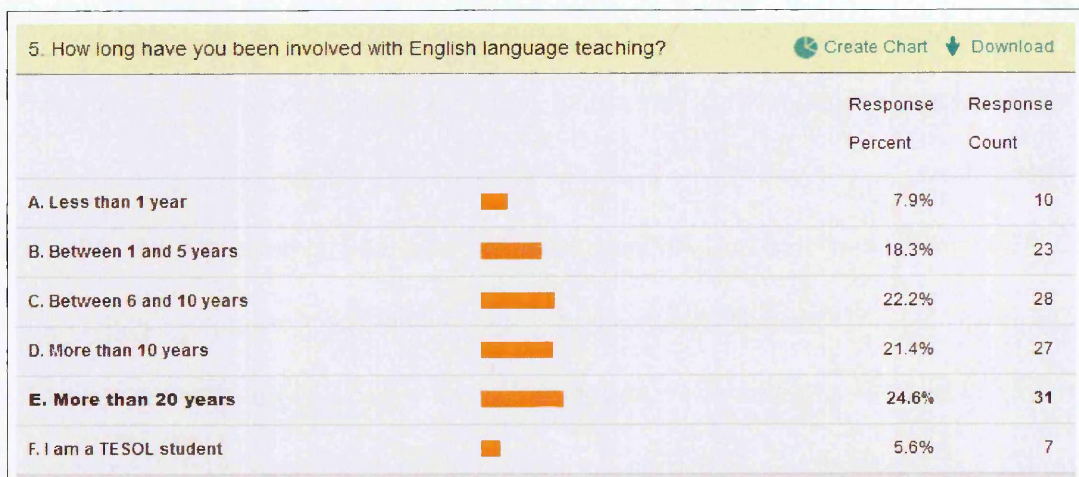 5. How long have you been involved with English language teaching? Create Chart Download
Response Response
Percent Count
A. Less than 1 year 7.9% 10
B. Between 1 and 5 years 18.3% 23
C. Between 6 and 10 years 22.2% 28
D. More than 10 years 21.4% 27
E. More than 20 years 24.6% 31
F. I am a TESOL student 5.6% 7